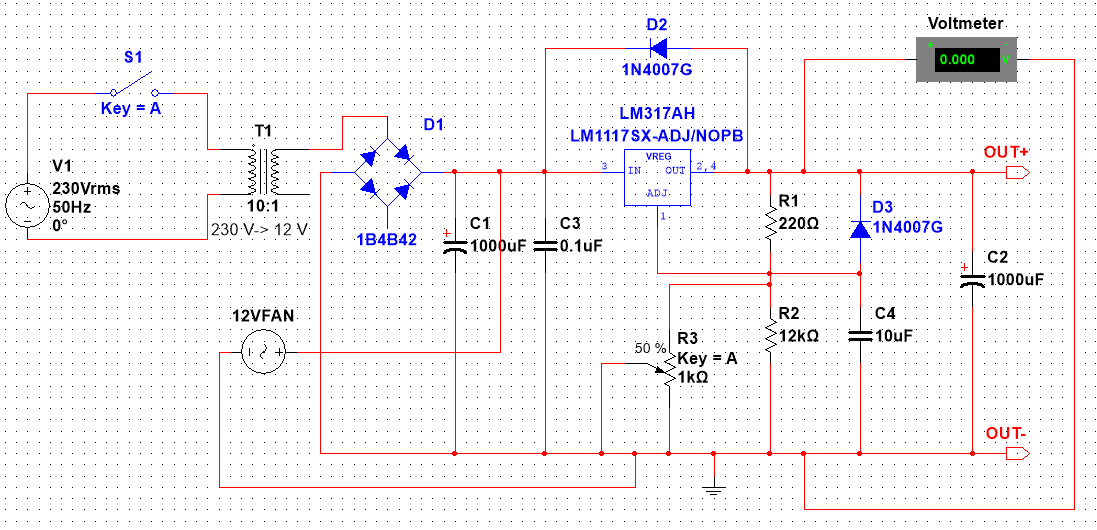 Voltmeter
0.000
V
D2
1N4007G
S1
Key = A
LM317AH
LM1117SX-ADJ/NOPB
VREG
IN
OUT
ADJ
3
2,4
1
T1
10:1
230 V-> 12 V
D1
1B4B42
V1
230Vrms
50Hz
0°
OUT+
R1
220Ω
D3
1N4007G
C1
1000uF
C3
0.1uF
C2
1000uF
12VFAN
R2
12kΩ
C4
10uF
50 %
R3
Key = A
1kΩ
OUT-